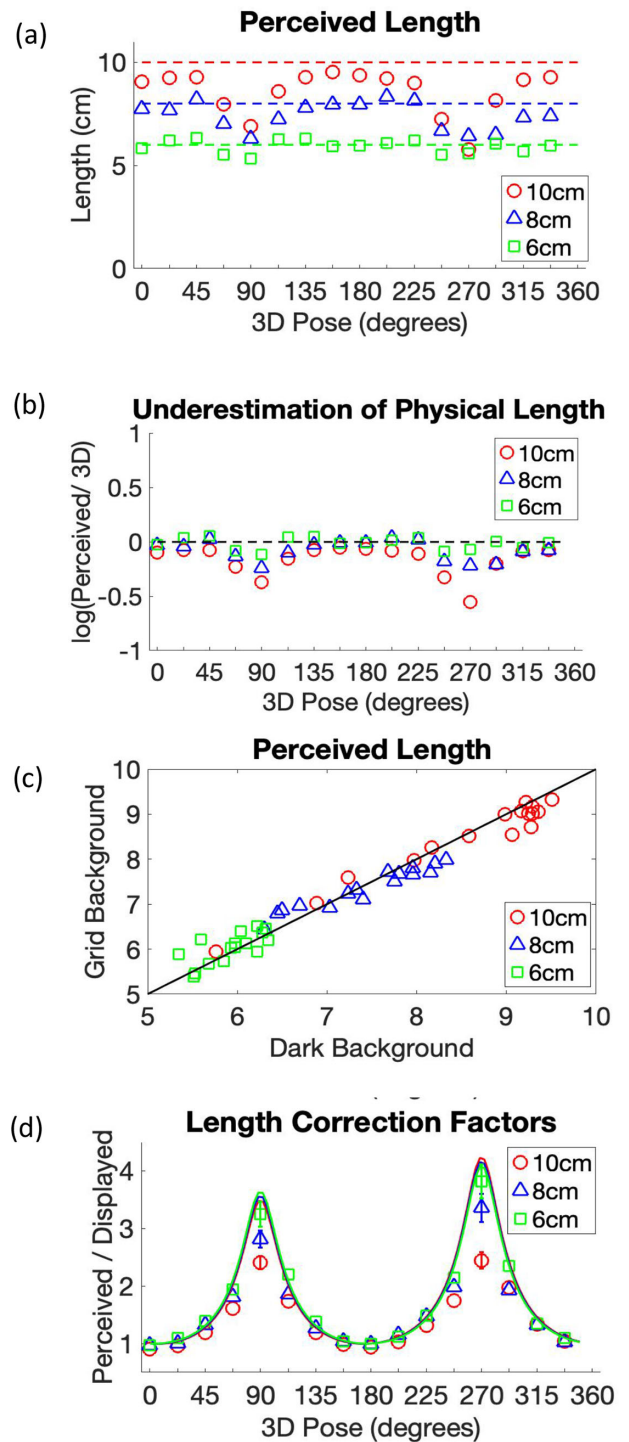 (a)
Perceived Length
Length (cm)
10
5
0
10cm
8cm
6cm
0 45 90 135 180 225 270 315 360
3D Pose (degrees)
(b)
Underestimation of Physical Length
log(Perceived/ 3D)
1
0.5
0
-0.5
-1
10cm
8cm
6cm
0 45 90 135 180 225 270 315 360
3D Pose (degrees)
(c)
Perceived Length
Grid Background
10
9
8
7
6
5
10cm
8cm
6cm
5 6 7 8 9 10
Dark Background
(d)
Length Correction Factors
Perceived / Displayed
4
3
2
1
10cm
8cm
6cm
0 45 90 135 180 225 270 315 360
3D Pose (degrees)